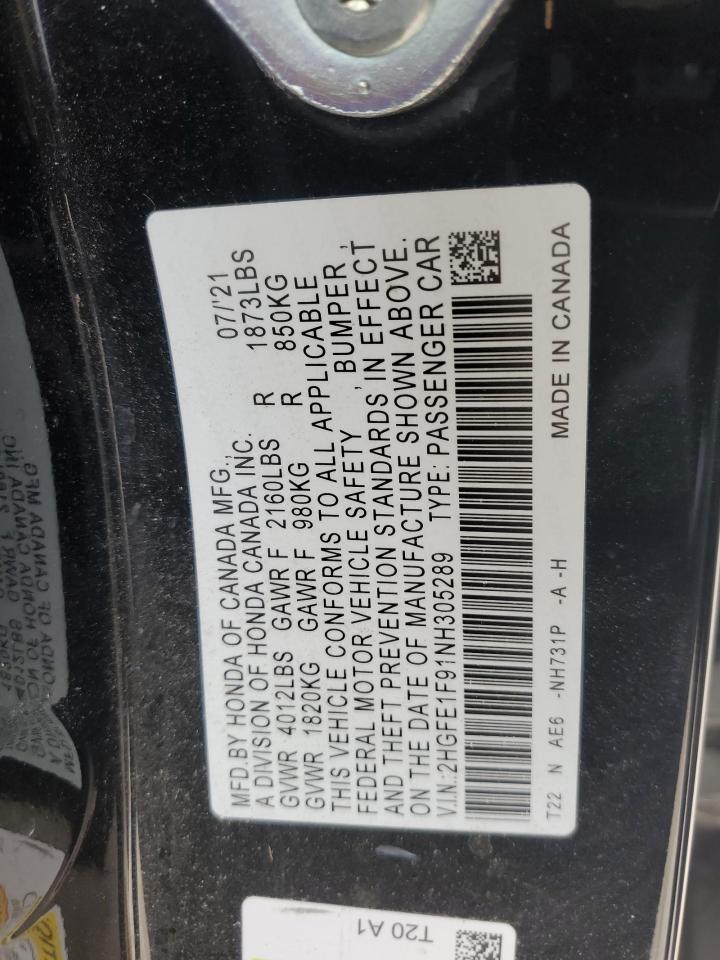 MFD.BY HONDA OF CANADA MFG., 07/'21
A DIVISION OF HONDA CANADA INC.
GVWR 4012LBS GAWR F 2160LBS R 1873LBS
GVWR 1820KG GAWR F 980KG R 850KG
THIS VEHICLE CONFORMS TO ALL APPLICABLE
FEDERAL MOTOR VEHICLE SAFETY , BUMPER ,
AND THEFT PREVENTION STANDARDS IN EFFECT
ON THE DATE OF MANUFACTURE SHOWN ABOVE.
V.I.N.:2HGFE1F91NH305289 TYPE: PASSENGER CAR
T22 N AE6 -NH731P -A -H MADE IN CANADA
T20 A1